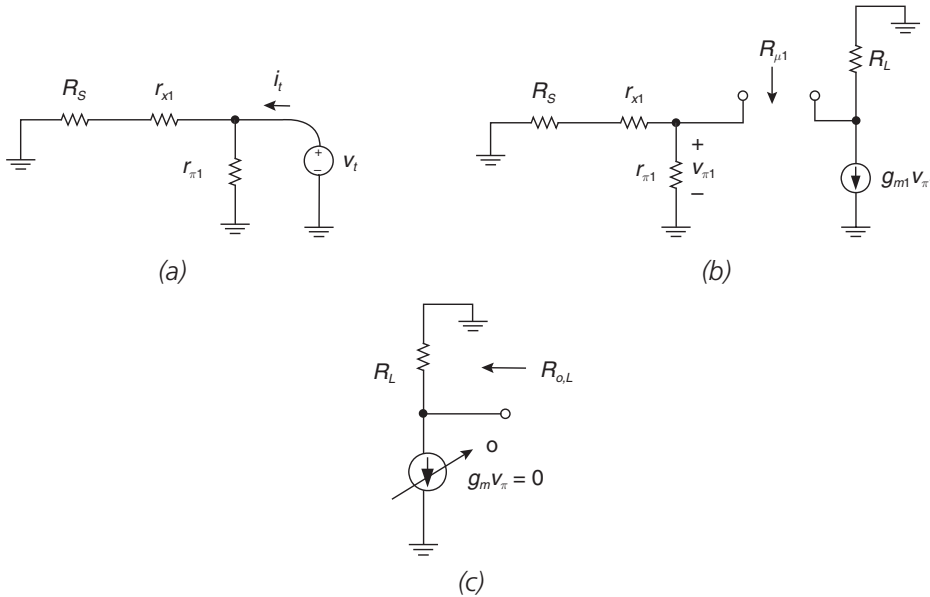 i_t
R_S
r_x1
r_π1
+
−
v_t
(a)
R_μ1
R_L
R_S
r_x1
+
r_π1
v_π1
−
g_m1 v_π
(b)
R_L
R_o,L
o
g_m v_π = 0
(c)